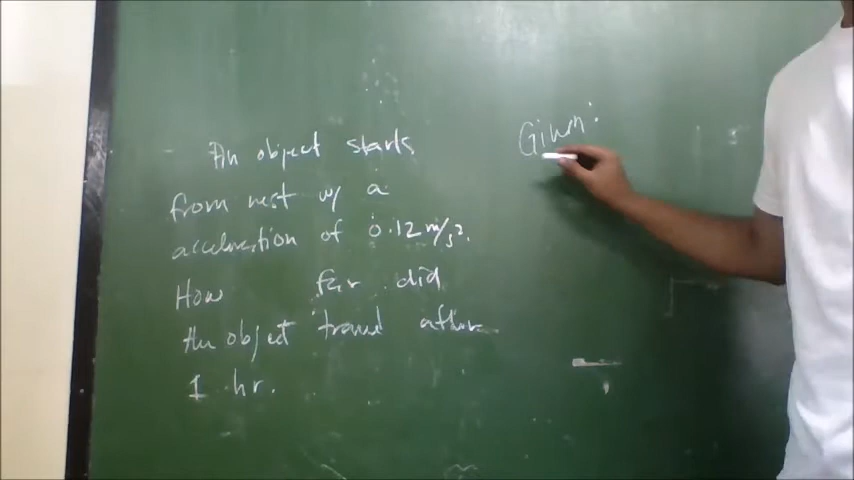 An object starts
from rest w/ a
acceleration of 0.12 m/s².
How far did
the object travel after
1 hr.
Given: